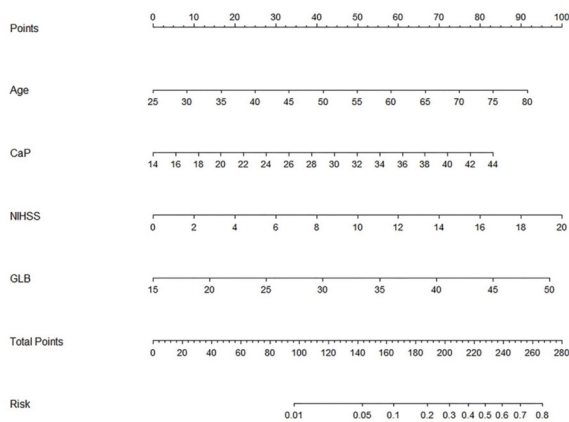 Points 0 10 20 30 40 50 60 70 80 90 100
Age 25 30 35 40 45 50 55 60 65 70 75 80
CaP 14 16 18 20 22 24 26 28 30 32 34 36 38 40 42 44
NIHSS 0 2 4 6 8 10 12 14 16 18 20
GLB 15 20 25 30 35 40 45 50
Total Points 0 20 40 60 80 100 120 140 160 180 200 220 240 260 280
Risk 0.01 0.05 0.1 0.2 0.3 0.4 0.5 0.6 0.7 0.8